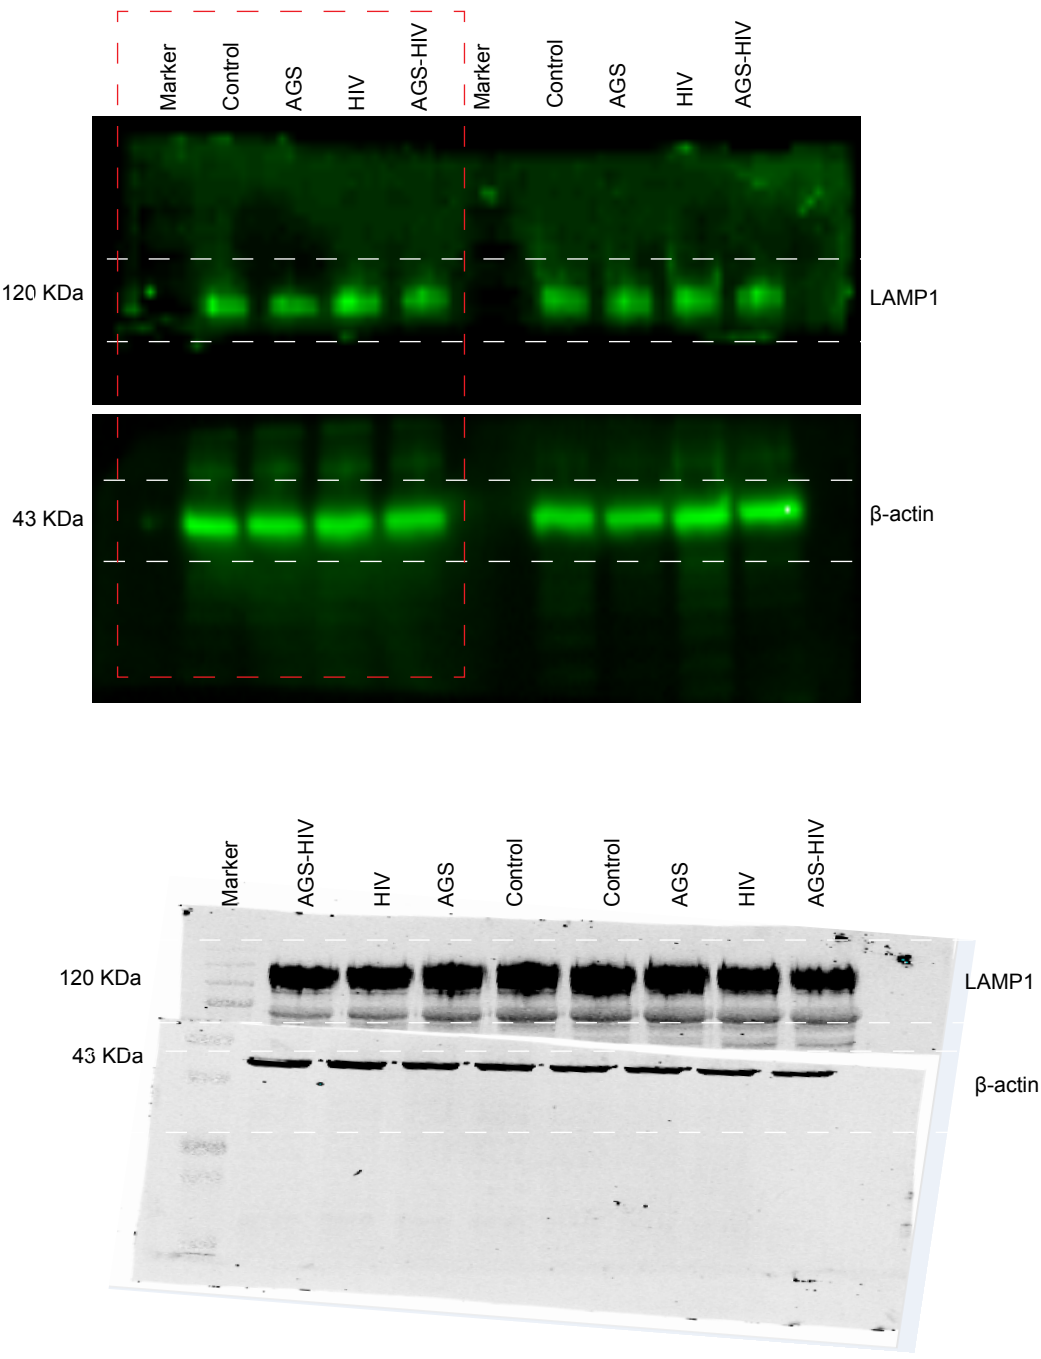 Marker
Control
AGS
HIV
AGS-HIV
Marker
Control
AGS
HIV
AGS-HIV
120 KDa
LAMP1
43 KDa
β-actin
Marker
AGS-HIV
HIV
AGS
Control
Control
AGS
HIV
AGS-HIV
120 KDa
LAMP1
43 KDa
β-actin